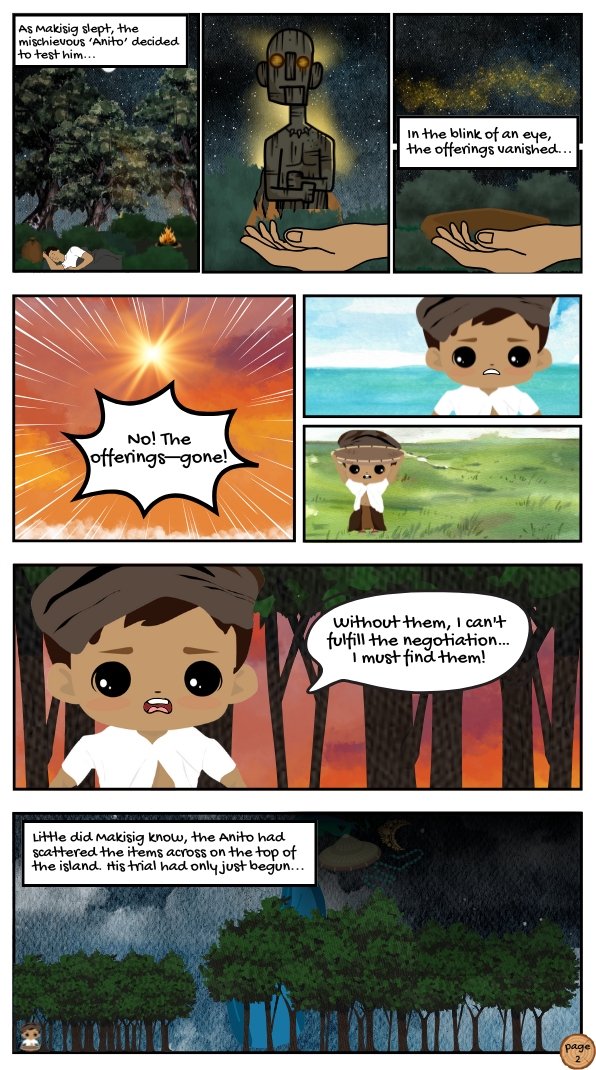 As Makisig slept, the
mischievous 'Anito' decided
to test him...
In the blink of an eye,
the offerings vanished...
No! The
offerings—gone!
Without them, I can't
fulfill the negotiation...
I must find them!
Little did Makisig know, the Anito had
scattered the items across on the top of
the island. His trial had only just begun...
page
2